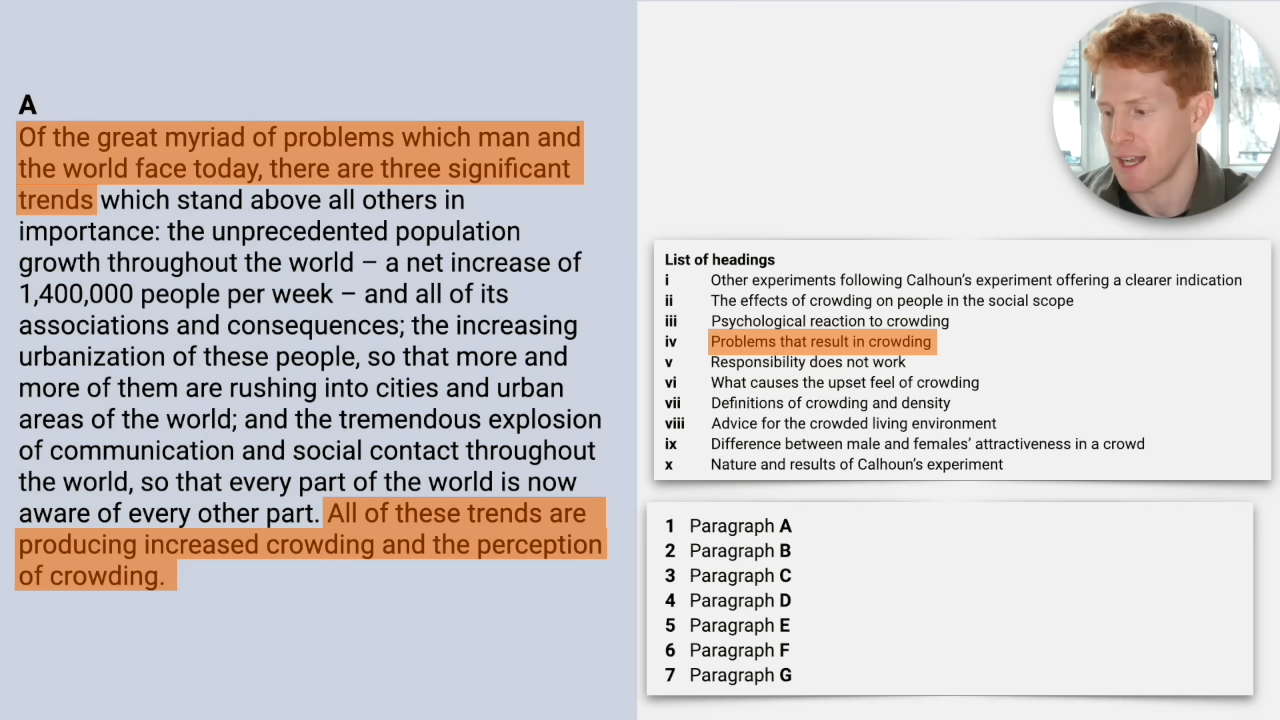 A
Of the great myriad of problems which man and
the world face today, there are three significant
trends which stand above all others in
importance: the unprecedented population
growth throughout the world – a net increase of
1,400,000 people per week – and all of its
associations and consequences; the increasing
urbanization of these people, so that more and
more of them are rushing into cities and urban
areas of the world; and the tremendous explosion
of communication and social contact throughout
the world, so that every part of the world is now
aware of every other part. All of these trends are
producing increased crowding and the perception
of crowding.
List of headings
i Other experiments following Calhoun’s experiment offering a clearer indication
ii The effects of crowding on people in the social scope
iii Psychological reaction to crowding
iv Problems that result in crowding
v Responsibility does not work
vi What causes the upset feel of crowding
vii Definitions of crowding and density
viii Advice for the crowded living environment
ix Difference between male and females’ attractiveness in a crowd
x Nature and results of Calhoun’s experiment
1 Paragraph A
2 Paragraph B
3 Paragraph C
4 Paragraph D
5 Paragraph E
6 Paragraph F
7 Paragraph G